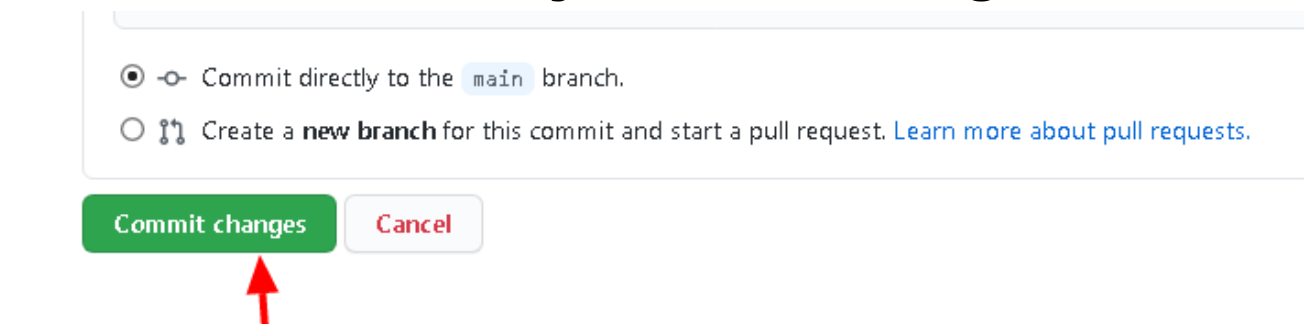 Commit directly to the main branch.
Create a new branch for this commit and start a pull request. Learn more about pull requests.
Commit changes
Cancel